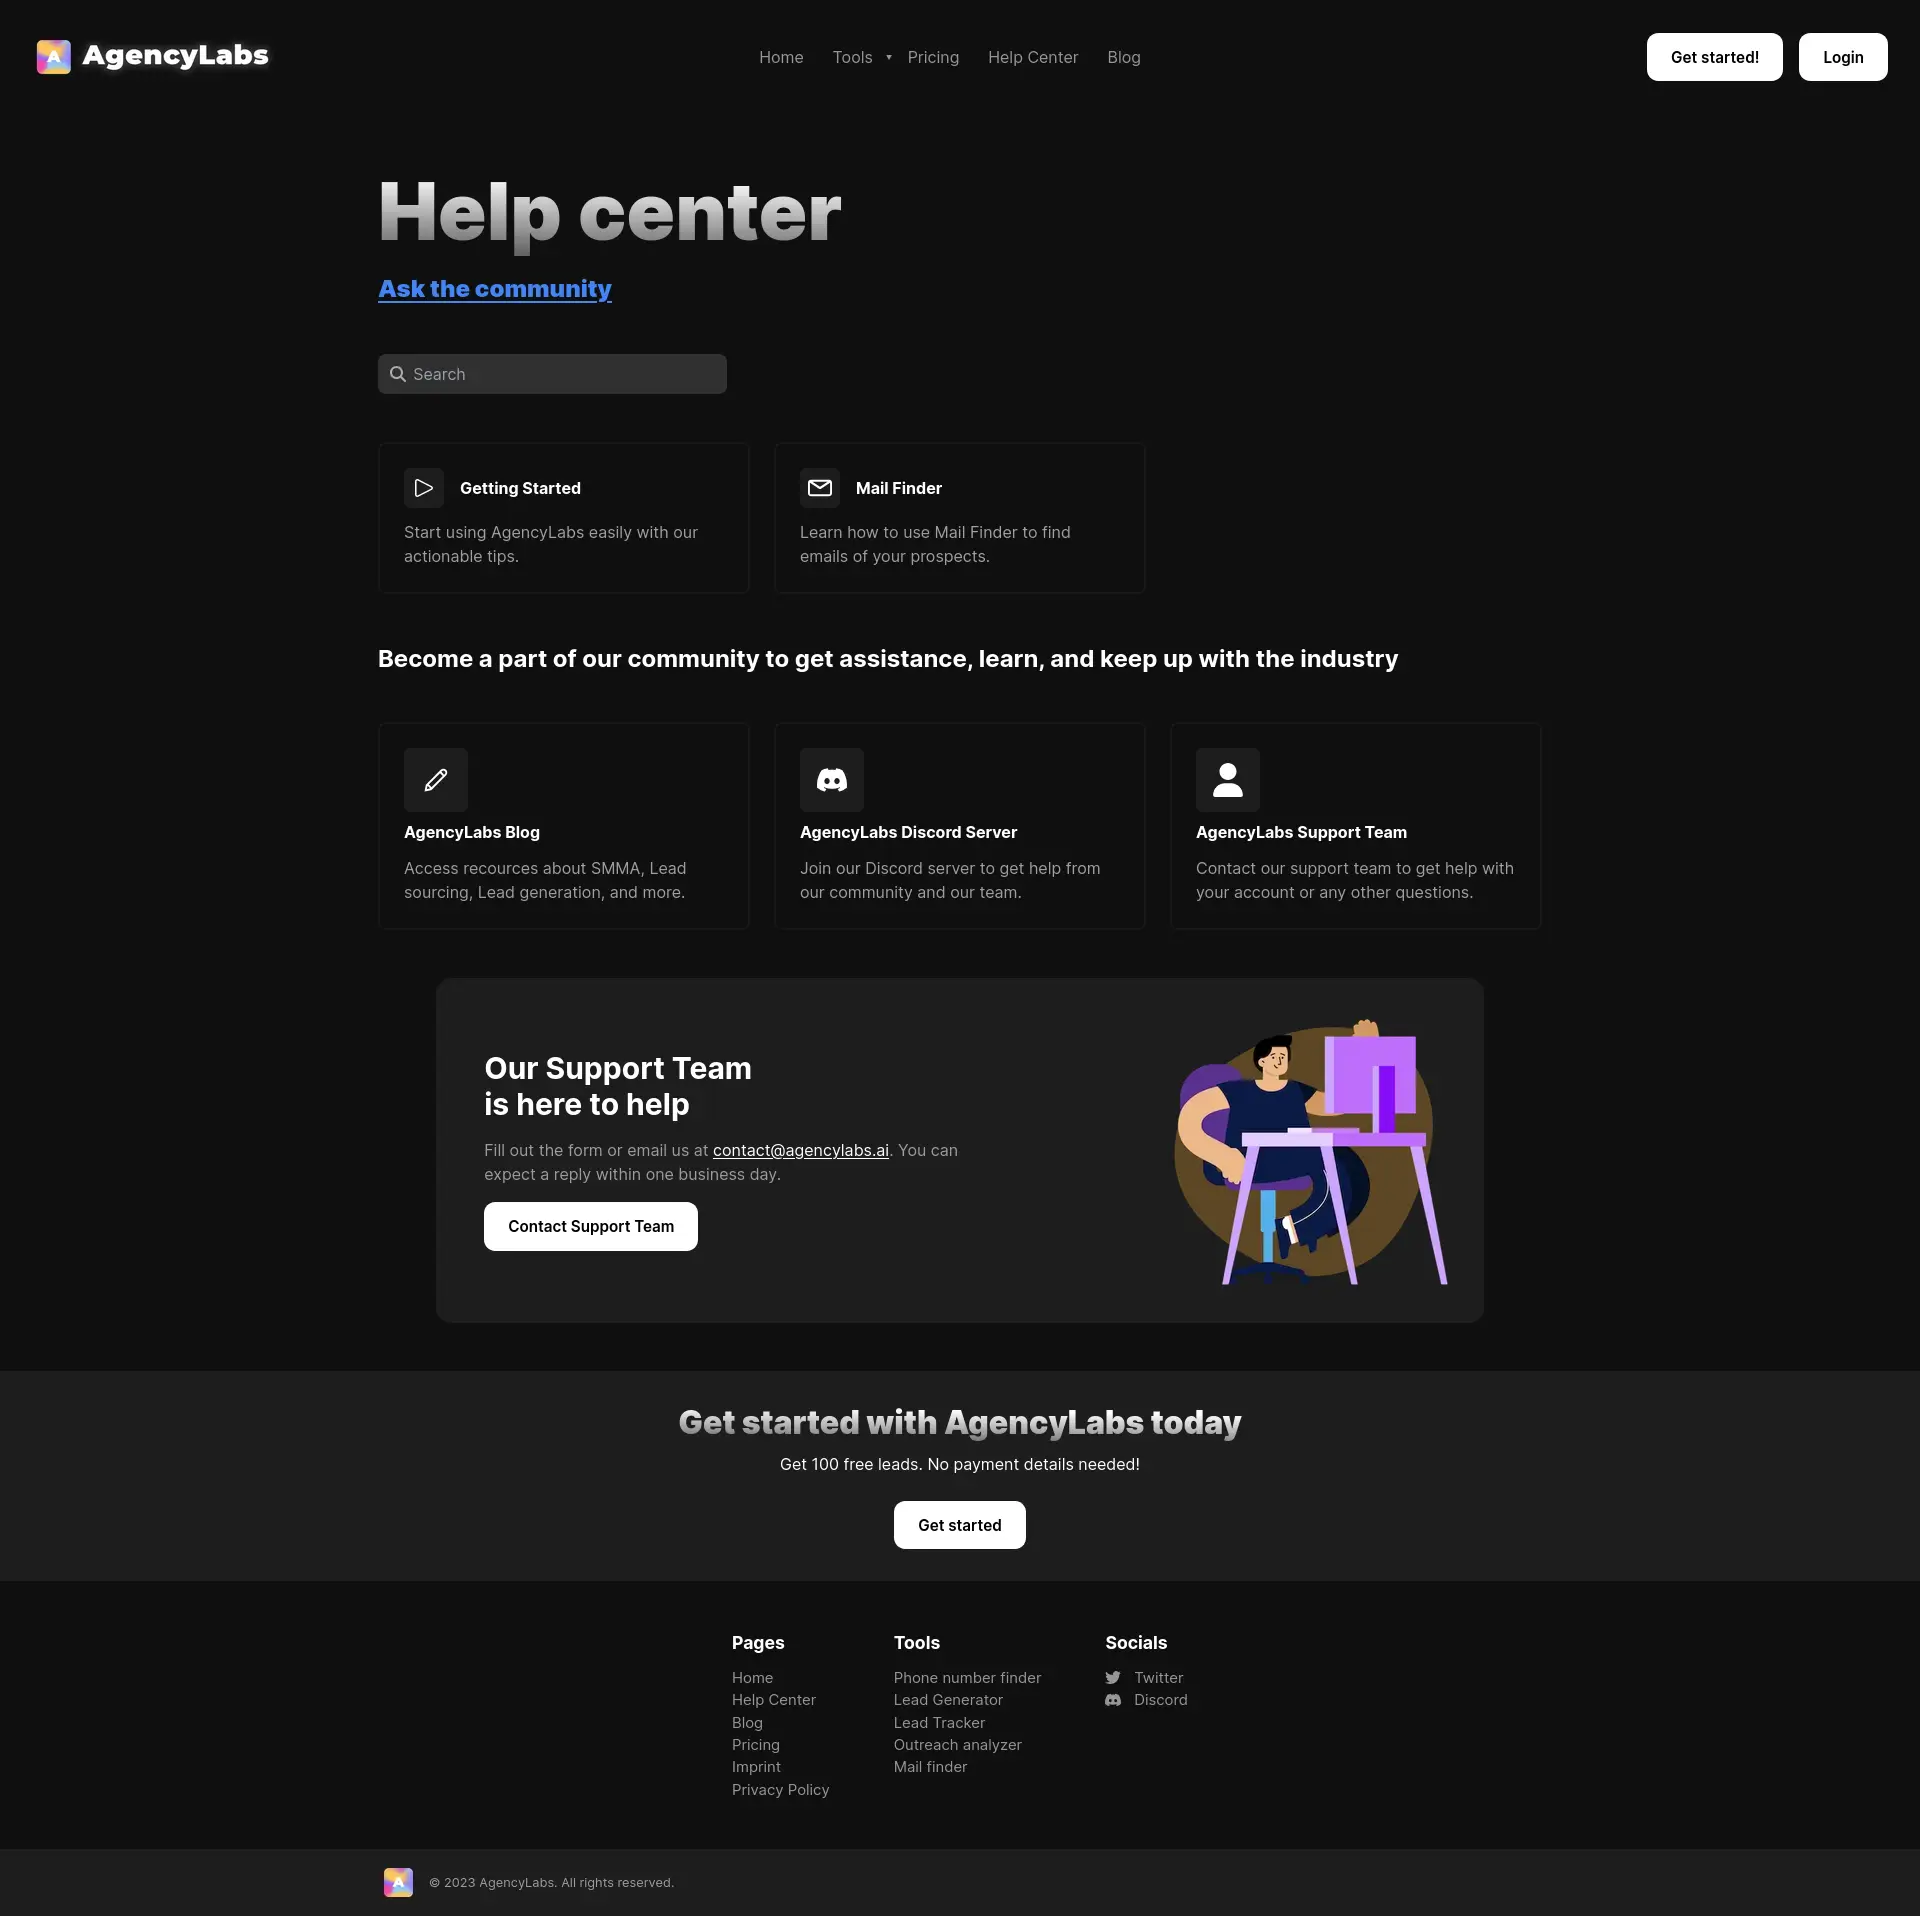 A AgencyLabs
Home Tools ▾ Pricing Help Center Blog
Get started! Login
Help center
Ask the community
Search
Getting Started
Start using AgencyLabs easily with our
actionable tips.
Mail Finder
Learn how to use Mail Finder to find
emails of your prospects.
Become a part of our community to get assistance, learn, and keep up with the industry
AgencyLabs Blog
Access recources about SMMA, Lead
sourcing, Lead generation, and more.
AgencyLabs Discord Server
Join our Discord server to get help from
our community and our team.
AgencyLabs Support Team
Contact our support team to get help with
your account or any other questions.
Our Support Team
is here to help
Fill out the form or email us at contact@agencylabs.ai. You can
expect a reply within one business day.
Contact Support Team
Get started with AgencyLabs today
Get 100 free leads. No payment details needed!
Get started
Pages
Home
Help Center
Blog
Pricing
Imprint
Privacy Policy
Tools
Phone number finder
Lead Generator
Lead Tracker
Outreach analyzer
Mail finder
Socials
Twitter
Discord
A © 2023 AgencyLabs. All rights reserved.